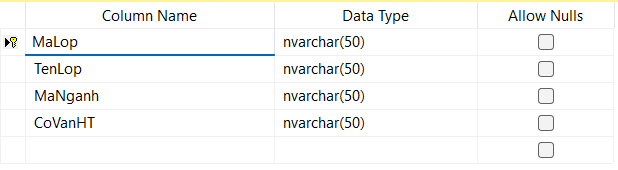 Column Name Data Type Allow Nulls
MaLop nvarchar(50)
TenLop nvarchar(50)
MaNganh nvarchar(50)
CoVanHT nvarchar(50)